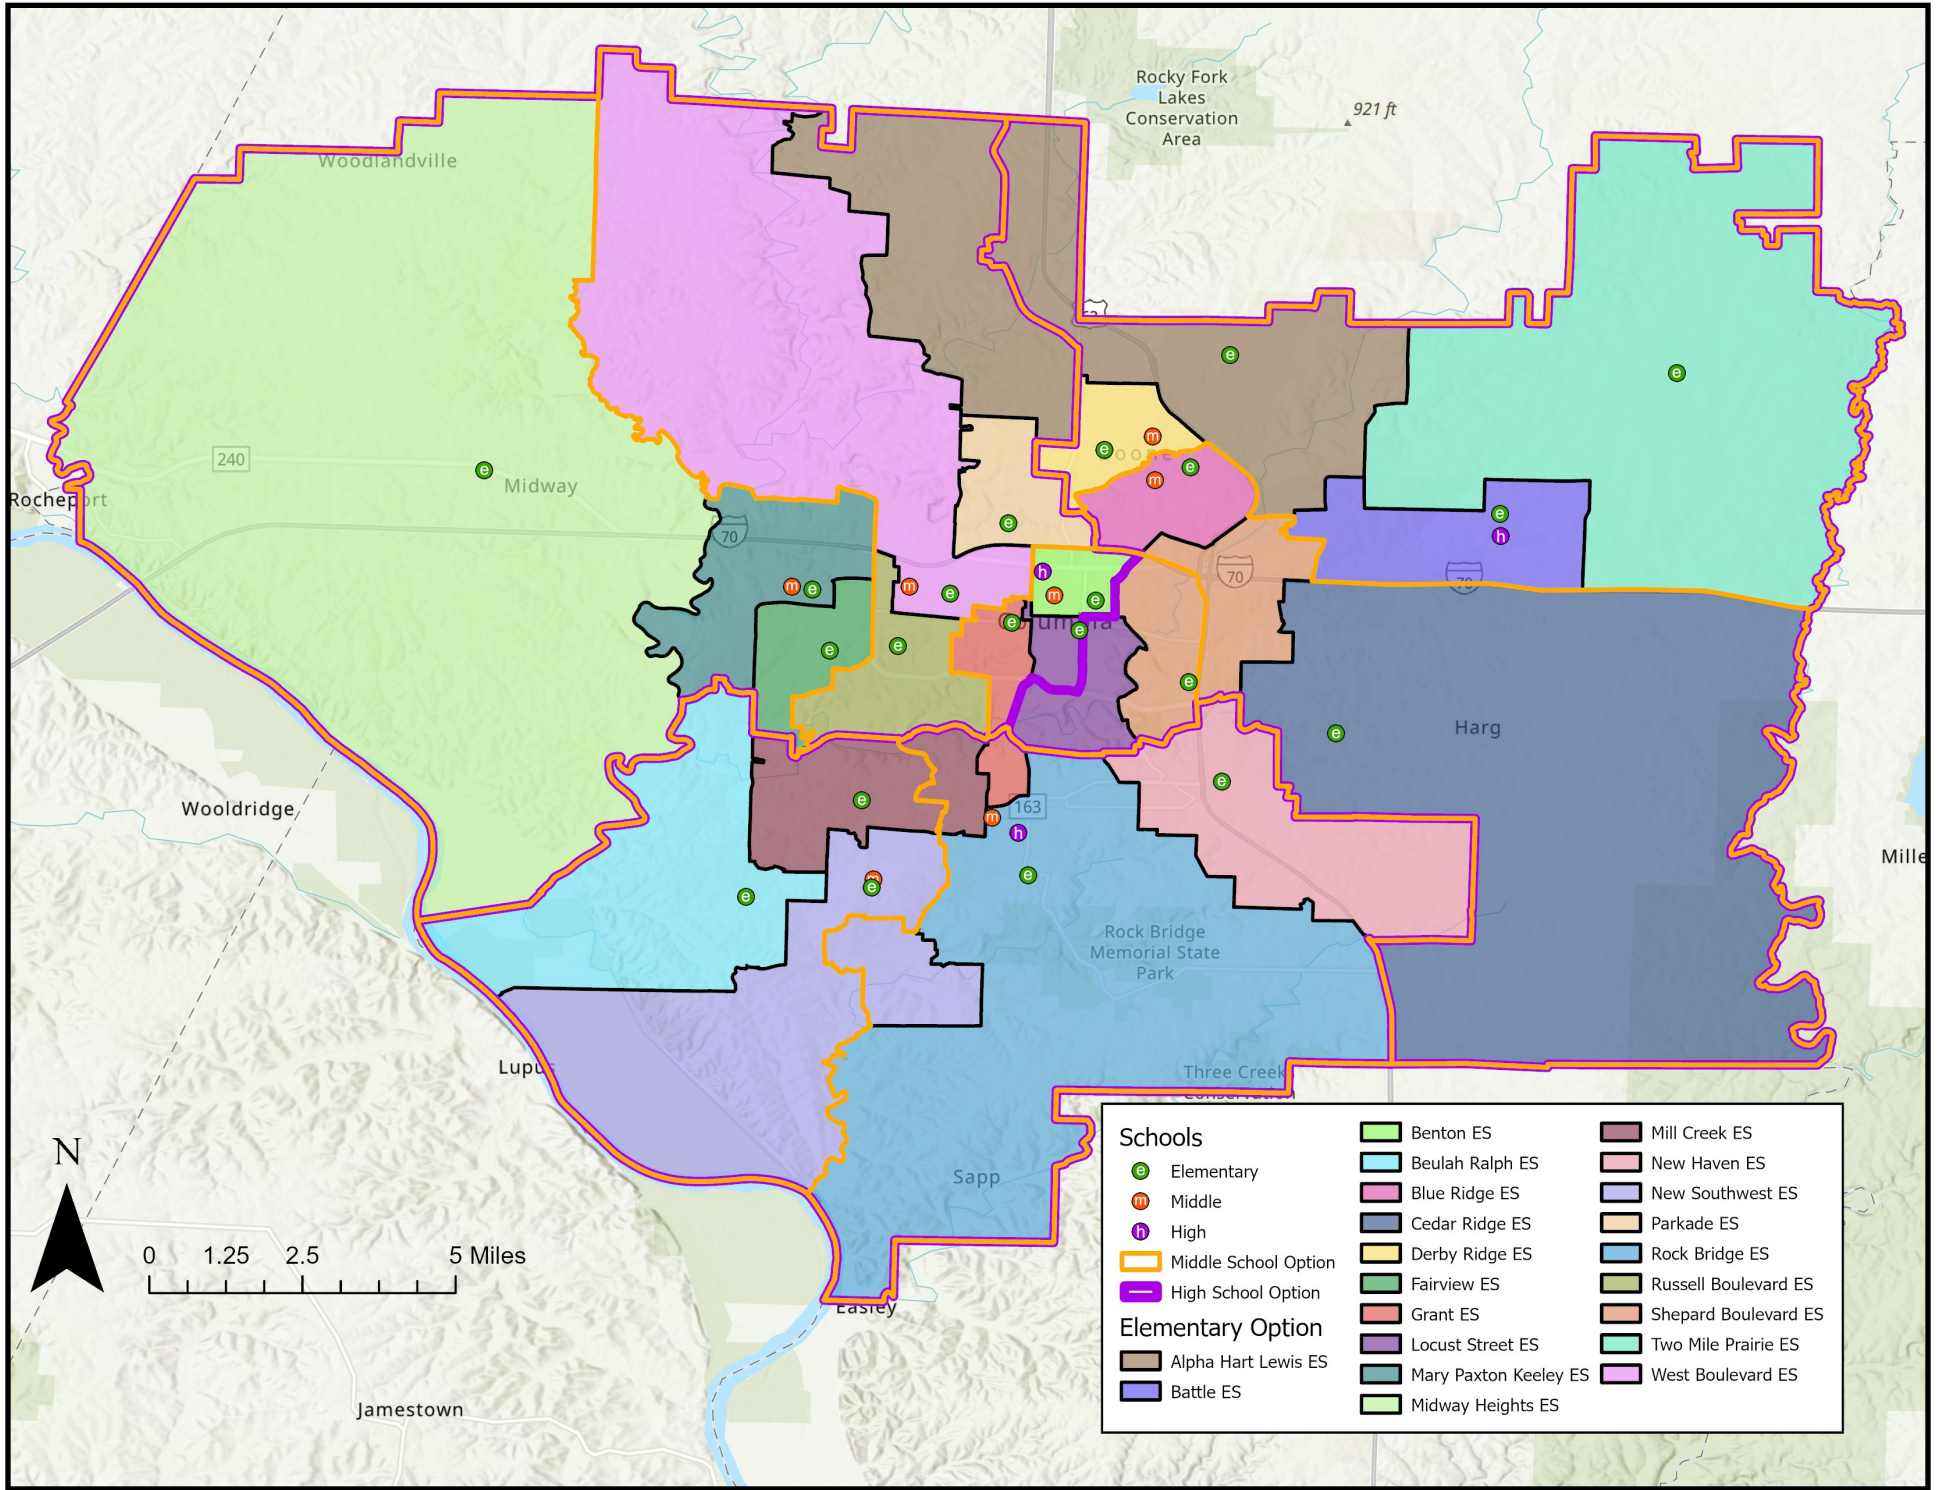 Rocky Fork
Lakes
Conservation
Area
921 ft
Woodlandville
240
Midway
Rocheport
70
70
70
Columbia
Harg
Wooldridge
163
Mille
Rock Bridge
Memorial State
Park
Lupus
Three Creek
Conservation
Sapp
N
0 1.25 2.5 5 Miles
Easley
Jamestown
e
e
e
m
e
m
e
e
h
m
e
e
h
m
e
m
e
e
e
e
e
e
e
e
e
m
h
e
m
e
e
Schools
e Elementary
m Middle
h High
Middle School Option
High School Option
Elementary Option
Alpha Hart Lewis ES
Battle ES
Benton ES
Beulah Ralph ES
Blue Ridge ES
Cedar Ridge ES
Derby Ridge ES
Fairview ES
Grant ES
Locust Street ES
Mary Paxton Keeley ES
Midway Heights ES
Mill Creek ES
New Haven ES
New Southwest ES
Parkade ES
Rock Bridge ES
Russell Boulevard ES
Shepard Boulevard ES
Two Mile Prairie ES
West Boulevard ES